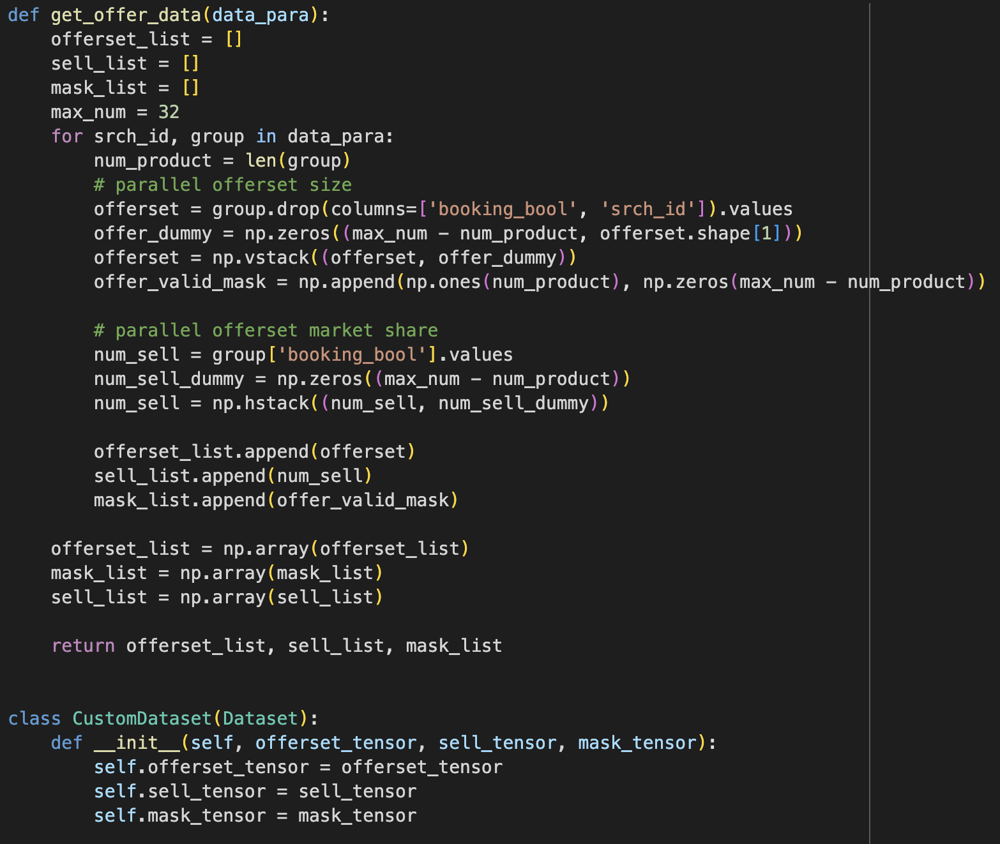 def get_offer_data(data_para):
    offerset_list = []
    sell_list = []
    mask_list = []
    max_num = 32
    for srch_id, group in data_para:
        num_product = len(group)
        # parallel offerset size
        offerset = group.drop(columns=['booking_bool', 'srch_id']).values
        offer_dummy = np.zeros((max_num - num_product, offerset.shape[1]))
        offerset = np.vstack((offerset, offer_dummy))
        offer_valid_mask = np.append(np.ones(num_product), np.zeros(max_num - num_product))

        # parallel offerset market share
        num_sell = group['booking_bool'].values
        num_sell_dummy = np.zeros((max_num - num_product))
        num_sell = np.hstack((num_sell, num_sell_dummy))

        offerset_list.append(offerset)
        sell_list.append(num_sell)
        mask_list.append(offer_valid_mask)

    offerset_list = np.array(offerset_list)
    mask_list = np.array(mask_list)
    sell_list = np.array(sell_list)

    return offerset_list, sell_list, mask_list


class CustomDataset(Dataset):
    def __init__(self, offerset_tensor, sell_tensor, mask_tensor):
        self.offerset_tensor = offerset_tensor
        self.sell_tensor = sell_tensor
        self.mask_tensor = mask_tensor